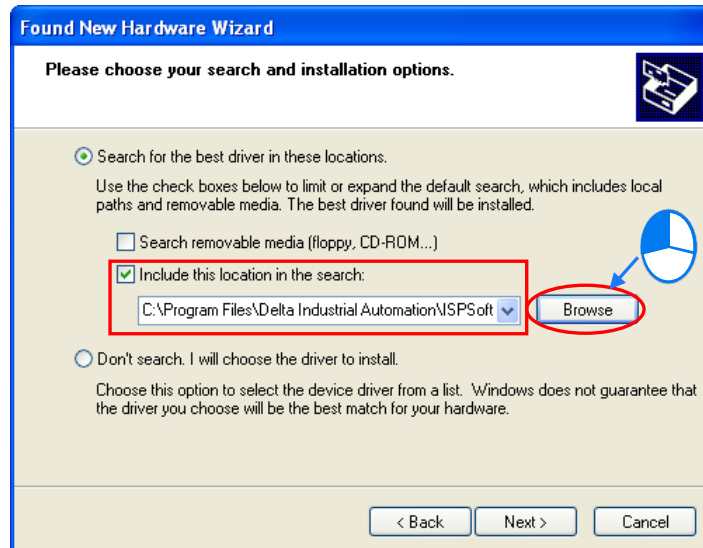 Found New Hardware Wizard
Please choose your search and installation options.
Search for the best driver in these locations.
Use the check boxes below to limit or expand the default search, which includes local
paths and removable media. The best driver found will be installed.
Search removable media (floppy, CD-ROM...)
Include this location in the search:
C:\Program Files\Delta Industrial Automation\ISPSoft
Browse
Don't search. I will choose the driver to install.
Choose this option to select the device driver from a list. Windows does not guarantee that
the driver you choose will be the best match for your hardware.
< Back
Next >
Cancel